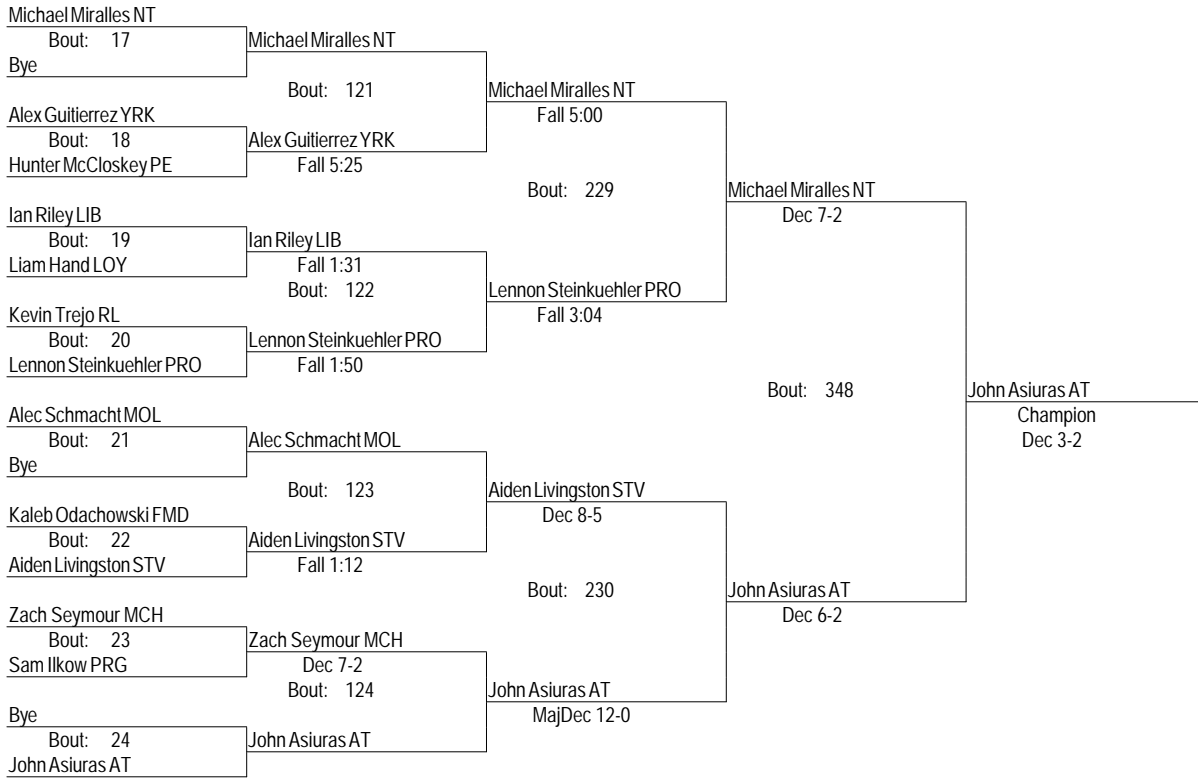 Michael Miralles NT
Bout: 17
Michael Miralles NT
Bye
Bout: 121
Michael Miralles NT
Alex Guitierrez YRK
Fall 5:00
Bout: 18
Alex Guitierrez YRK
Hunter McCloskey PE
Fall 5:25
Bout: 229
Michael Miralles NT
Ian Riley LIB
Dec 7-2
Bout: 19
Ian Riley LIB
Liam Hand LOY
Fall 1:31
Bout: 122
Lennon Steinkuehler PRO
Kevin Trejo RL
Fall 3:04
Bout: 20
Lennon Steinkuehler PRO
Lennon Steinkuehler PRO
Fall 1:50
Bout: 348
John Asiuras AT
Alec Schmacht MOL
Champion
Bout: 21
Alec Schmacht MOL
Dec 3-2
Bye
Bout: 123
Aiden Livingston STV
Kaleb Odachowski FMD
Dec 8-5
Bout: 22
Aiden Livingston STV
Aiden Livingston STV
Fall 1:12
Bout: 230
John Asiuras AT
Zach Seymour MCH
Dec 6-2
Bout: 23
Zach Seymour MCH
Sam Ilkow PRG
Dec 7-2
Bout: 124
John Asiuras AT
Bye
MajDec 12-0
Bout: 24
John Asiuras AT
John Asiuras AT